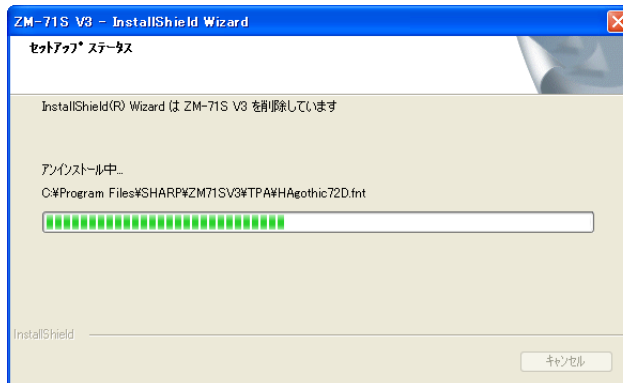 ZM-71S V3 - InstallShield Wizard
セットアップ ステータス
InstallShield(R) Wizard は ZM-71S V3 を削除しています
アンインストール中...
C:¥Program Files¥SHARP¥ZM71SV3¥TPA¥HAgothic72D.fnt
InstallShield
キャンセル